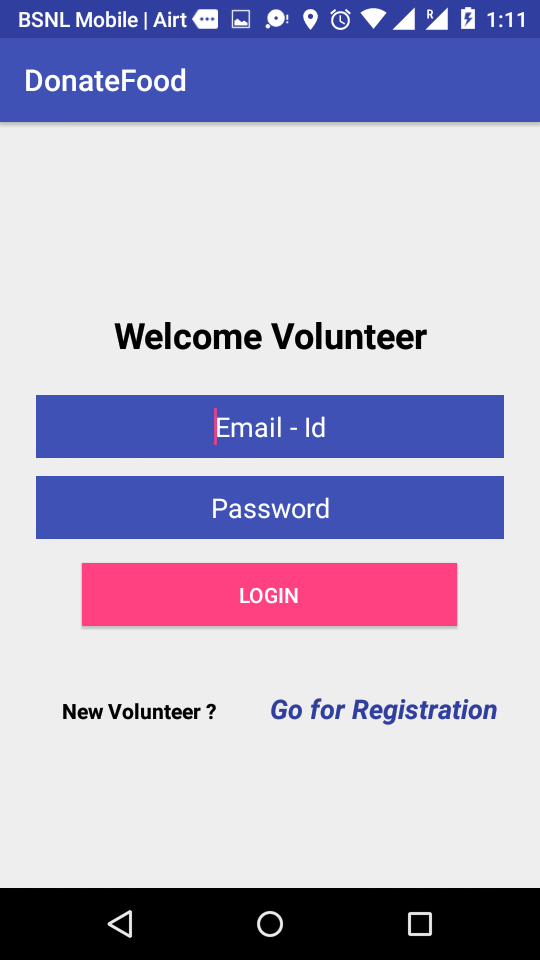 BSNL Mobile | Airt R 1:11
DonateFood
Welcome Volunteer
Email - Id
Password
LOGIN
New Volunteer ? Go for Registration